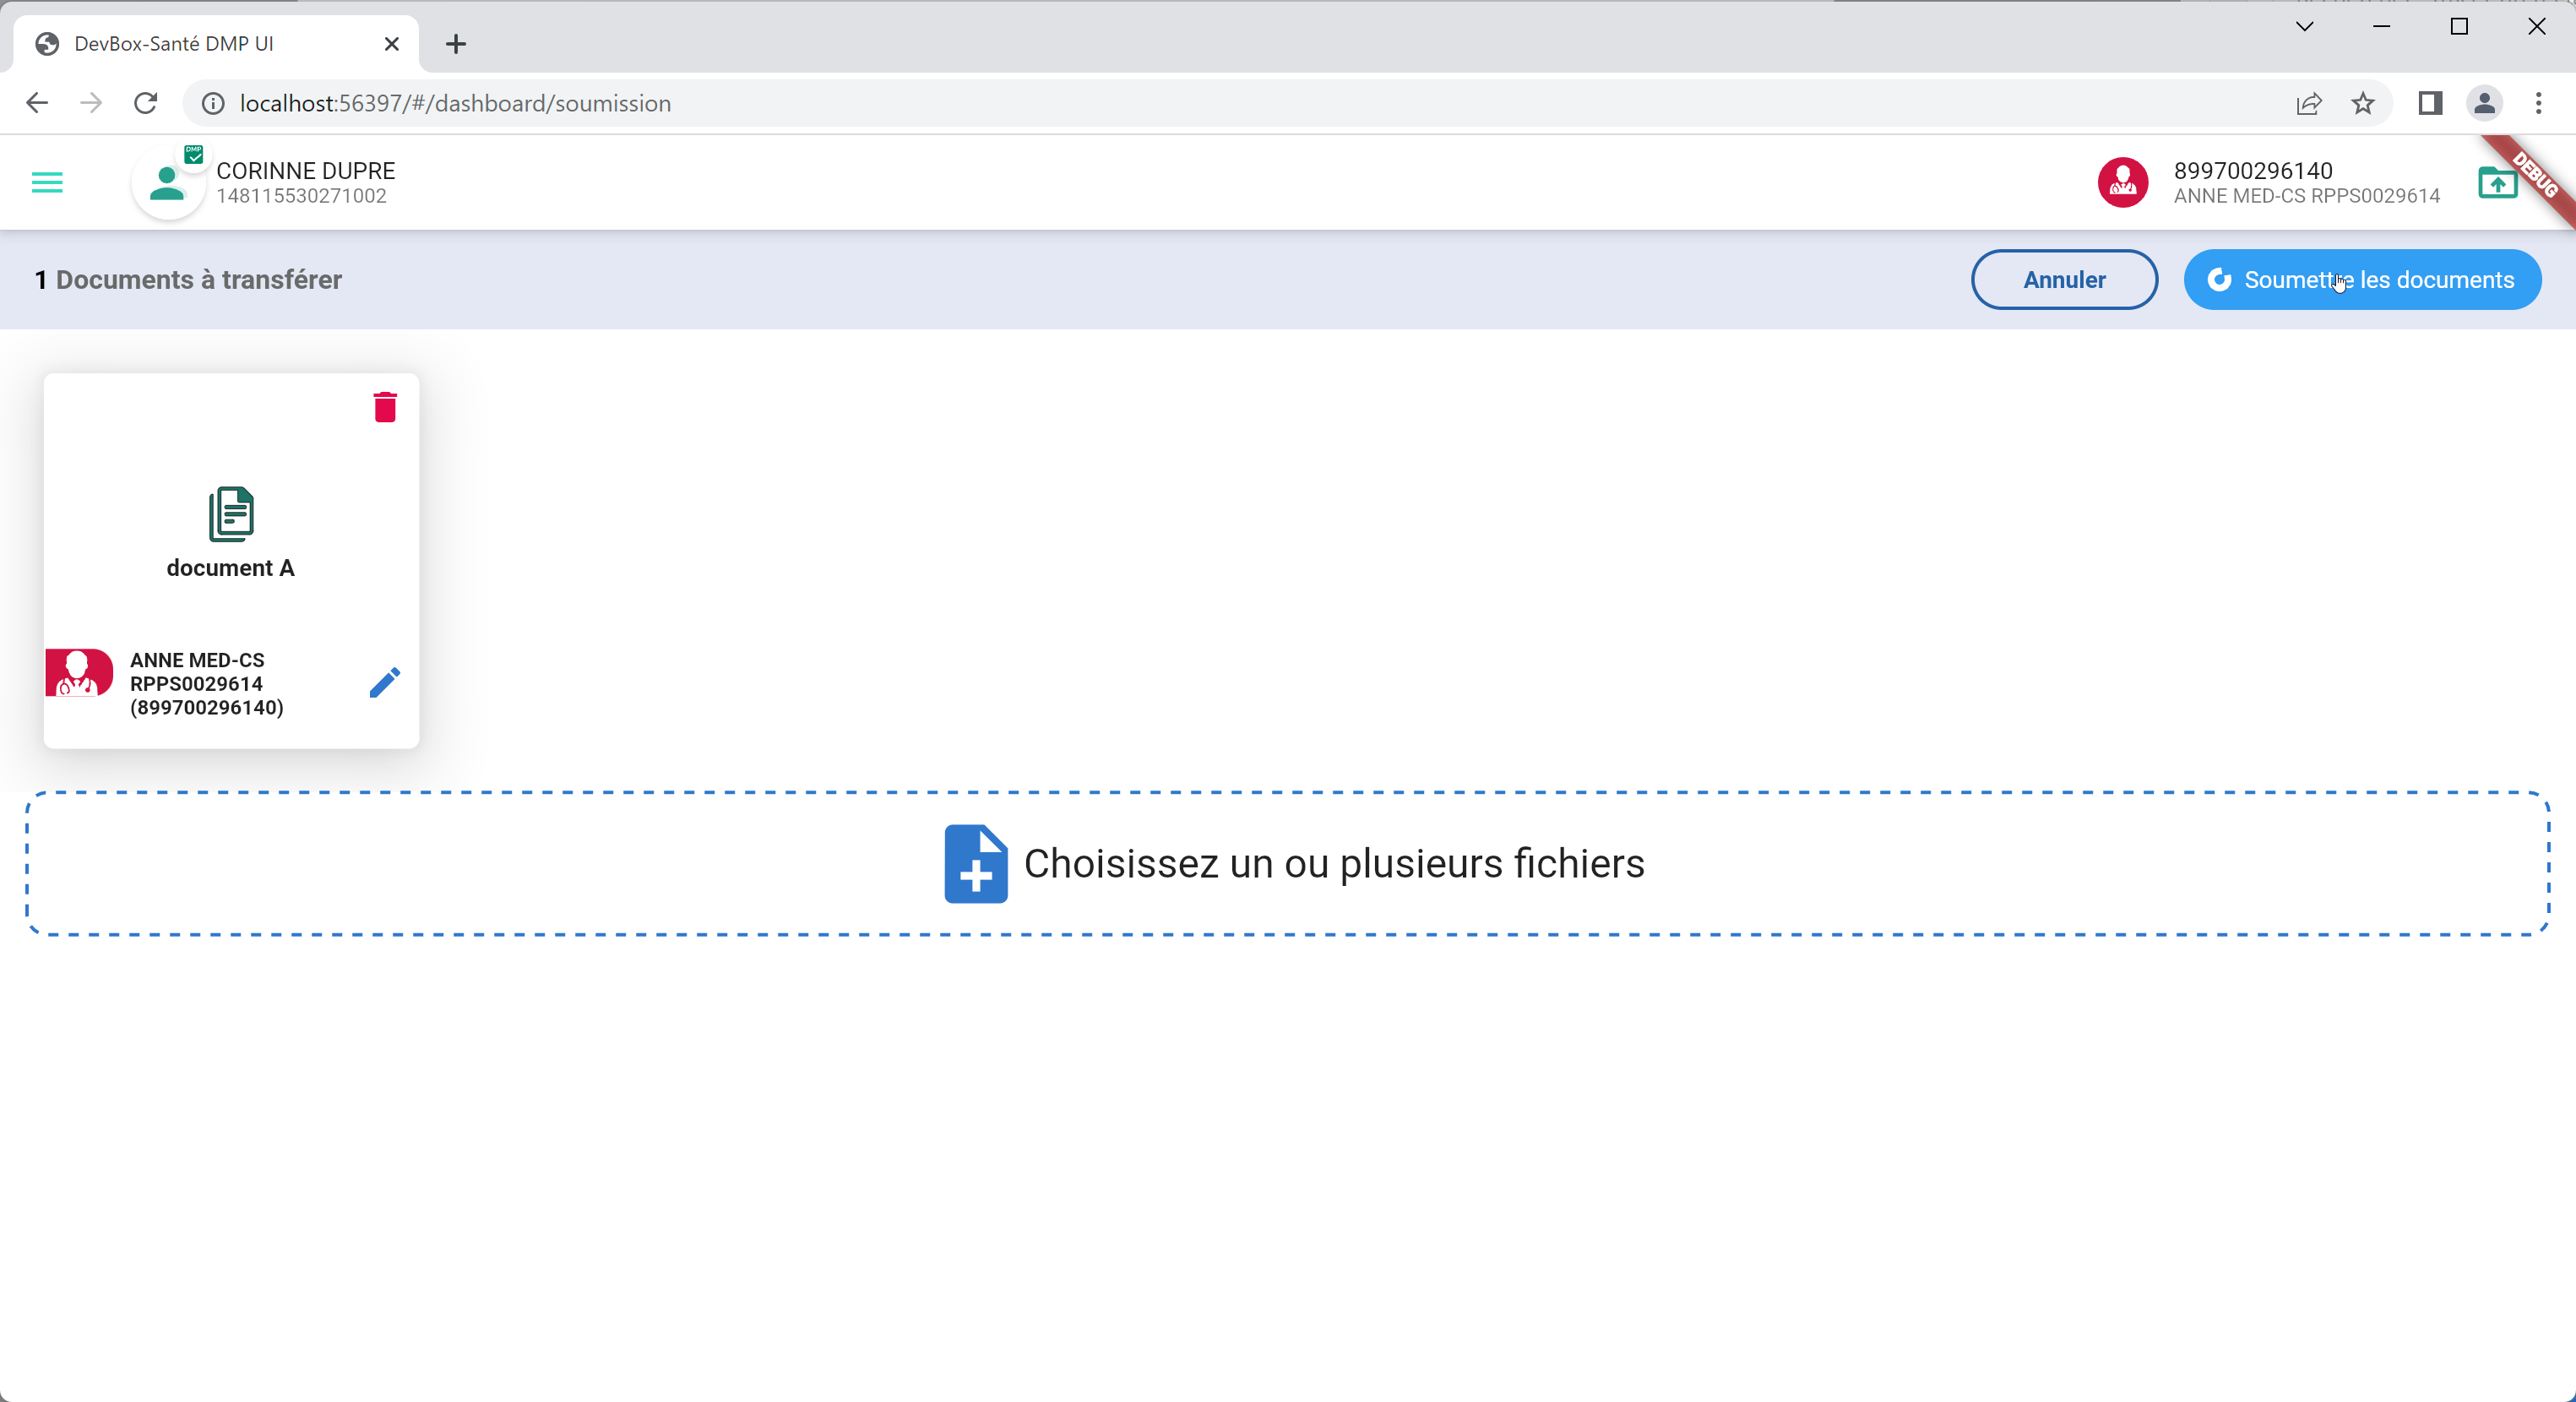 DevBox-Santé DMP UI
localhost:56397/#/dashboard/soumission
DMP
CORINNE DUPRE
148115530271002
899700296140
ANNE MED-CS RPPS0029614
DEBUG
1 Documents à transférer
Annuler
Soumettre les documents
document A
ANNE MED-CS
RPPS0029614
(899700296140)
Choisissez un ou plusieurs fichiers